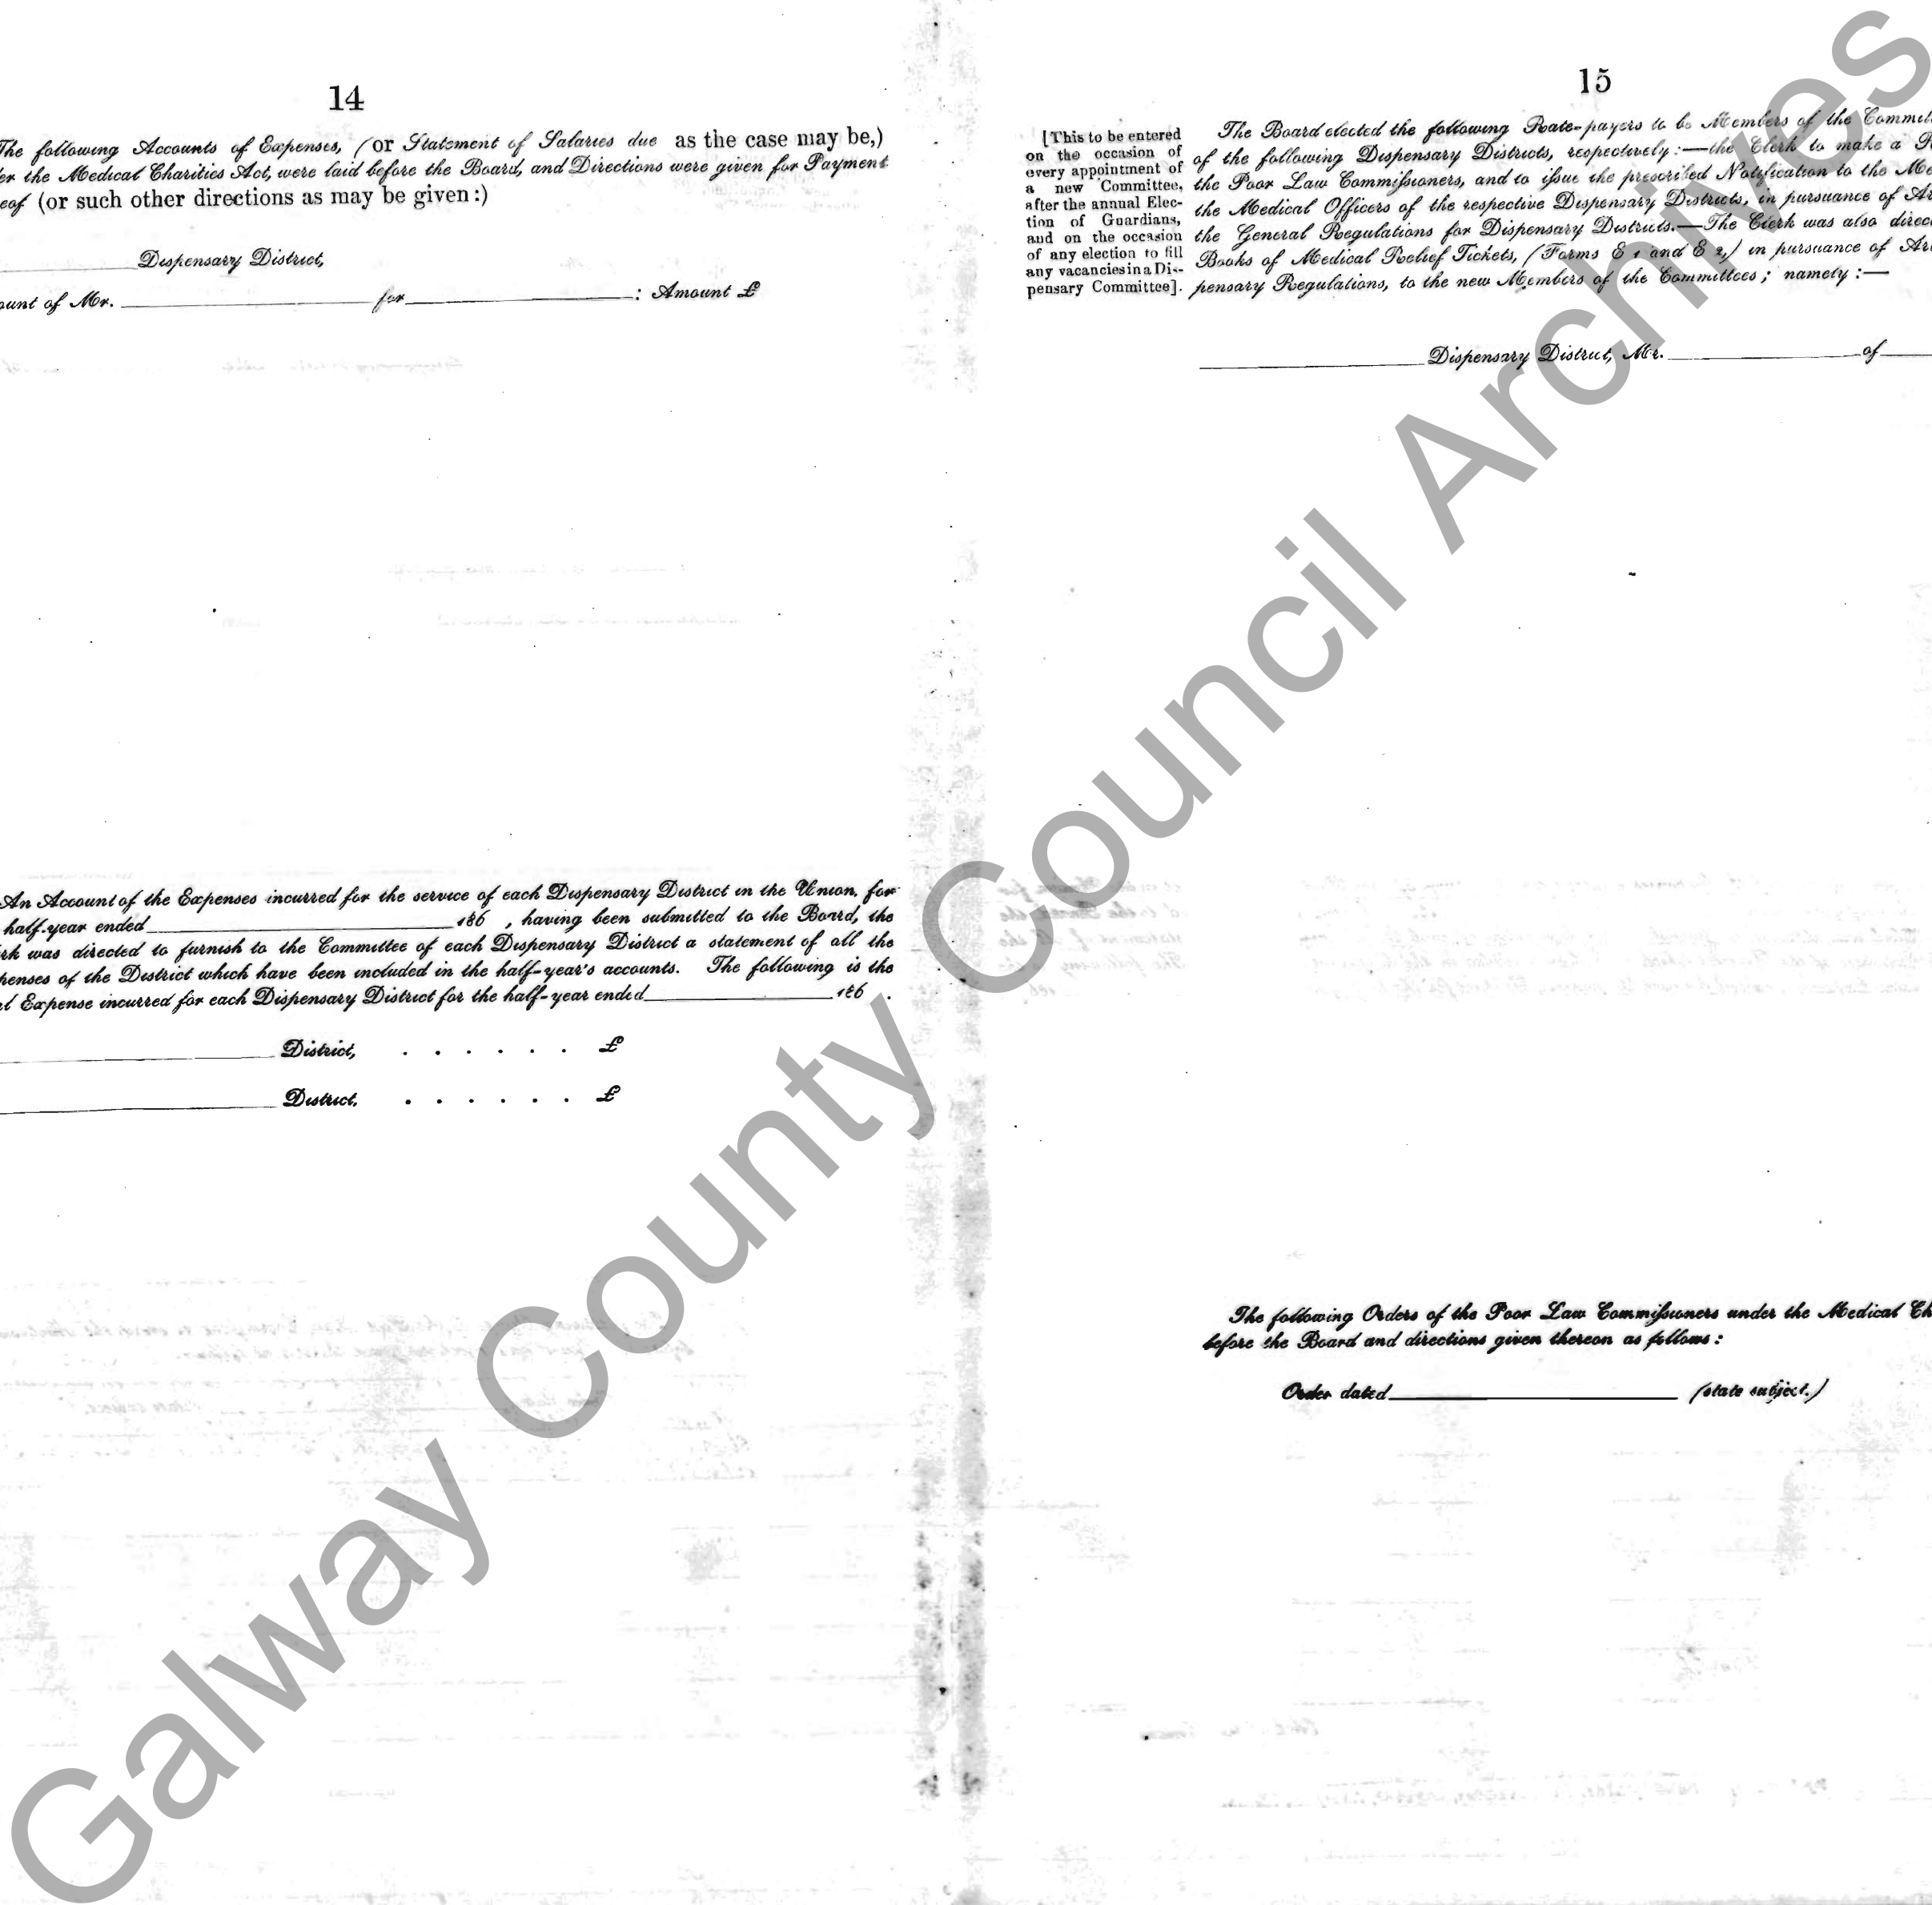 14
The following Accounts of Expenses, (or Statement of Salaries due as the case may be,)
er the Medical Charities Act, were laid before the Board, and Directions were given for Payment
eof (or such other directions as may be given:)
Dispensary District,
ount of Mr. for : Amount £
An Account of the Expenses incurred for the service of each Dispensary District in the Union, for
half-year ended 186 , having been submitted to the Board, the
rk was directed to furnish to the Committee of each Dispensary District a statement of all the
penses of the District which have been included in the half-year's accounts. The following is the
l Expense incurred for each Dispensary District for the half-year ended 186 .
District, . . . . . . £
District. . . . . . . £
15
[This to be entered
on the occasion of
every appointment of
a new Committee,
after the annual Elec-
tion of Guardians,
and on the occasion
of any election to fill
any vacancies in a Dis-
pensary Committee].
The Board elected the following Rate-payers to be Members of the Commit
of the following Dispensary Districts, respectively:—the Clerk to make a R
the Poor Law Commiſsioners, and to iſsue the prescribed Notification to the Me
the Medical Officers of the respective Dispensary Districts, in pursuance of Ar
the General Regulations for Dispensary Districts.—The Clerk was also direc
Books of Medical Relief Tickets, (Forms E 1 and E 2,) in pursuance of Ar
pensary Regulations, to the new Members of the Committees; namely:—
Dispensary District, Mr. of
The following Orders of the Poor Law Commiſsioners under the Medical Ch
before the Board and directions given thereon as follows:
Order dated (state subject.)
Galway County Council Archives